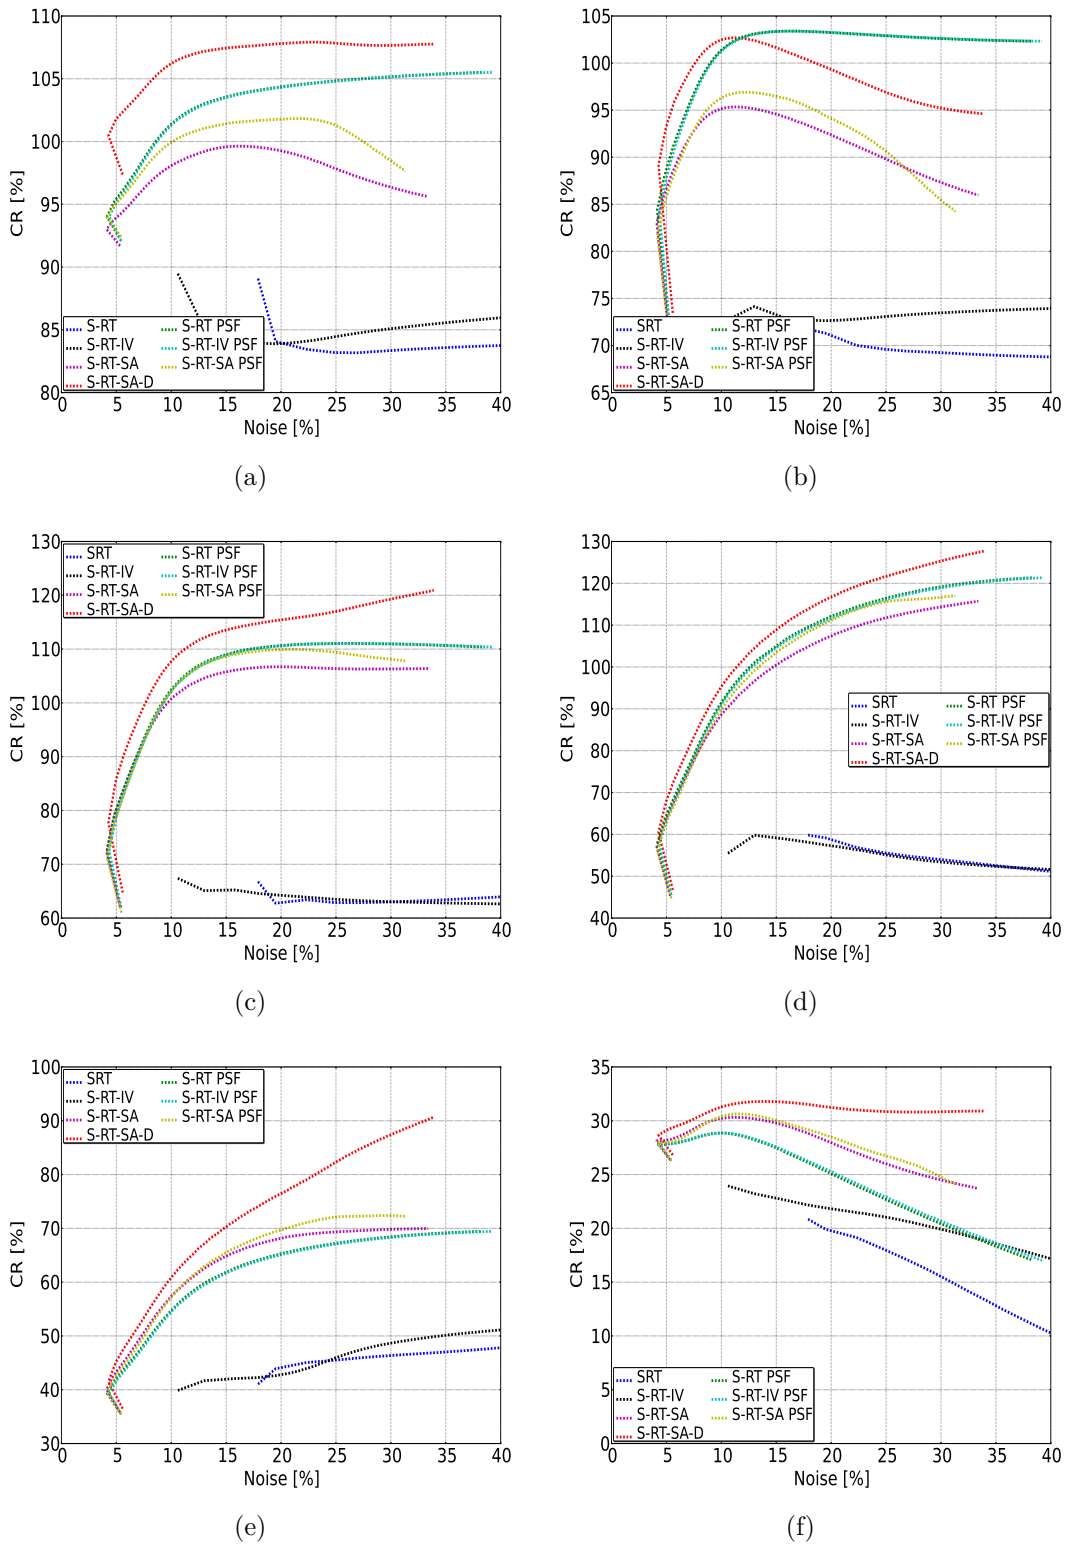 110
105
100
95
90
85
80
CR [%]
S-RT
S-RT-IV
S-RT-SA
S-RT-SA-D
S-RT PSF
S-RT-IV PSF
S-RT-SA PSF
0 5 10 15 20 25 30 35 40
Noise [%]
(a)
105
100
95
90
85
80
75
70
65
CR [%]
SRT
S-RT-IV
S-RT-SA
S-RT-SA-D
S-RT PSF
S-RT-IV PSF
S-RT-SA PSF
0 5 10 15 20 25 30 35 40
Noise [%]
(b)
130
120
110
100
90
80
70
60
CR [%]
SRT
S-RT-IV
S-RT-SA
S-RT-SA-D
S-RT PSF
S-RT-IV PSF
S-RT-SA PSF
0 5 10 15 20 25 30 35 40
Noise [%]
(c)
130
120
110
100
90
80
70
60
50
40
CR [%]
SRT
S-RT-IV
S-RT-SA
S-RT-SA-D
S-RT PSF
S-RT-IV PSF
S-RT-SA PSF
0 5 10 15 20 25 30 35 40
Noise [%]
(d)
100
90
80
70
60
50
40
30
CR [%]
SRT
S-RT-IV
S-RT-SA
S-RT-SA-D
S-RT PSF
S-RT-IV PSF
S-RT-SA PSF
0 5 10 15 20 25 30 35 40
Noise [%]
(e)
35
30
25
20
15
10
5
0
CR [%]
SRT
S-RT-IV
S-RT-SA
S-RT-SA-D
S-RT PSF
S-RT-IV PSF
S-RT-SA PSF
0 5 10 15 20 25 30 35 40
Noise [%]
(f)